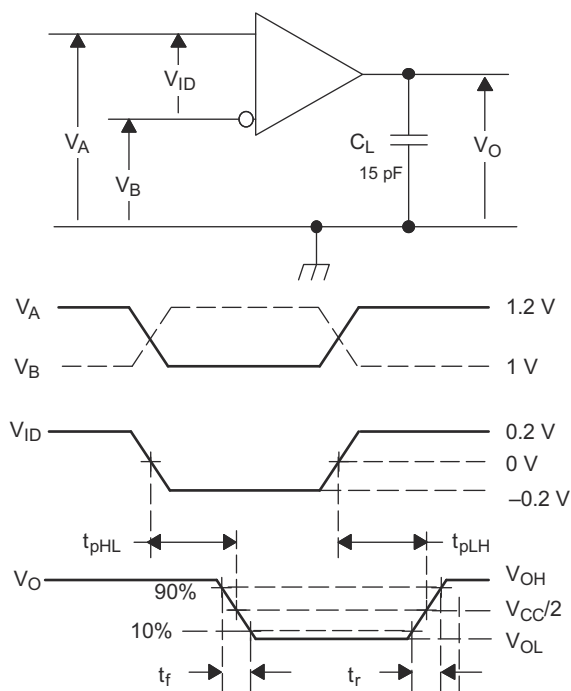 V_ID
V_A
V_B
C_L
15 pF
V_O
V_A
1.2 V
V_B
1 V
V_ID
0.2 V
0 V
–0.2 V
t_pHL
t_pLH
V_O
V_OH
90%
V_CC/2
10%
V_OL
t_f
t_r